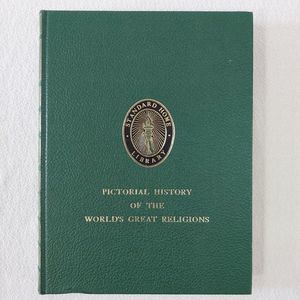 STANDARD HOME
LIBRARY
PICTORIAL HISTORY
OF THE
WORLD'S GREAT RELIGIONS